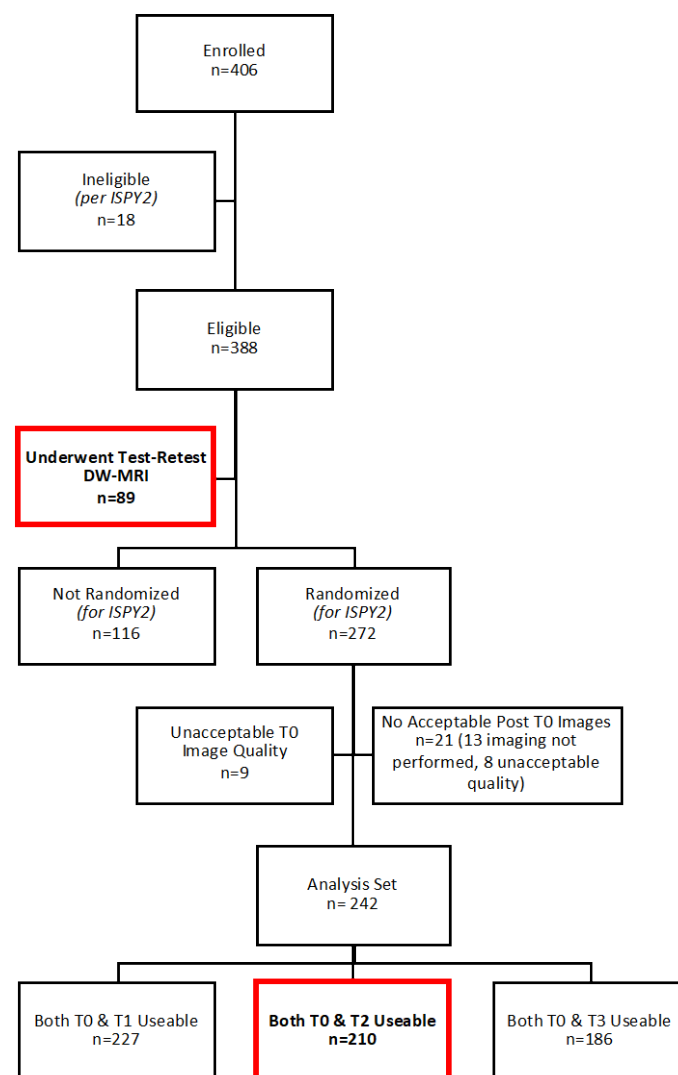 Enrolled
n=406
Ineligible
(per ISPY2)
n=18
Eligible
n=388
Underwent Test-Retest
DW-MRI
n=89
Not Randomized
(for ISPY2)
n=116
Randomized
(for ISPY2)
n=272
Unacceptable T0
Image Quality
n=9
No Acceptable Post T0 Images
n=21 (13 imaging not
performed, 8 unacceptable
quality)
Analysis Set
n= 242
Both T0 & T1 Useable
n=227
Both T0 & T2 Useable
n=210
Both T0 & T3 Useable
n=186